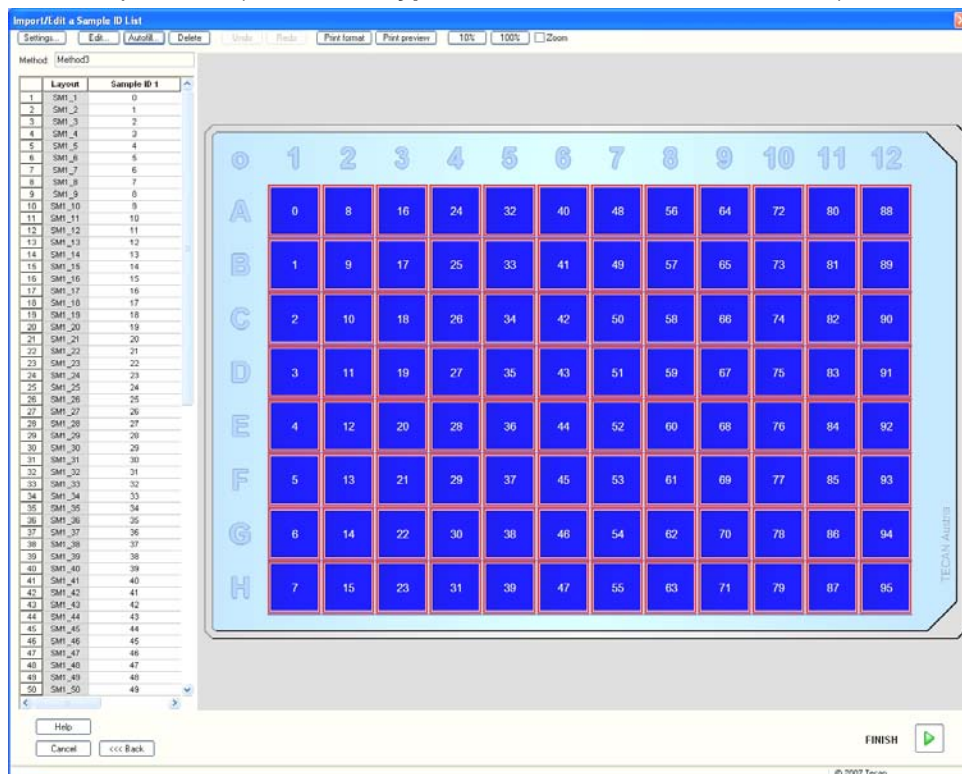 Import/Edit a Sample ID List
Settings... Edit... Autofill... Delete Undo Redo Print format Print preview 10% 100% Zoom
Method: Method3
Layout Sample ID 1
1 SM1_1 0
2 SM1_2 1
3 SM1_3 2
4 SM1_4 3
5 SM1_5 4
6 SM1_6 5
7 SM1_7 6
8 SM1_8 7
9 SM1_9 8
10 SM1_10 9
11 SM1_11 10
12 SM1_12 11
13 SM1_13 12
14 SM1_14 13
15 SM1_15 14
16 SM1_16 15
17 SM1_17 16
18 SM1_18 17
19 SM1_19 18
20 SM1_20 19
21 SM1_21 20
22 SM1_22 21
23 SM1_23 22
24 SM1_24 23
25 SM1_25 24
26 SM1_26 25
27 SM1_27 26
28 SM1_28 27
29 SM1_29 28
30 SM1_30 29
31 SM1_31 30
32 SM1_32 31
33 SM1_33 32
34 SM1_34 33
35 SM1_35 34
36 SM1_36 35
37 SM1_37 36
38 SM1_38 37
39 SM1_39 38
40 SM1_40 39
41 SM1_41 40
42 SM1_42 41
43 SM1_43 42
44 SM1_44 43
45 SM1_45 44
46 SM1_46 45
47 SM1_47 46
48 SM1_48 47
49 SM1_49 48
50 SM1_50 49
o 1 2 3 4 5 6 7 8 9 10 11 12
A 0 8 16 24 32 40 48 56 64 72 80 88
B 1 9 17 25 33 41 49 57 65 73 81 89
C 2 10 18 26 34 42 50 58 66 74 82 90
D 3 11 19 27 35 43 51 59 67 75 83 91
E 4 12 20 28 36 44 52 60 68 76 84 92
F 5 13 21 29 37 45 53 61 69 77 85 93
G 6 14 22 30 38 46 54 62 70 78 86 94
H 7 15 23 31 39 47 55 63 71 79 87 95
TECAN Austria
Help
Cancel <<< Back
FINISH
© 2007 Tecan